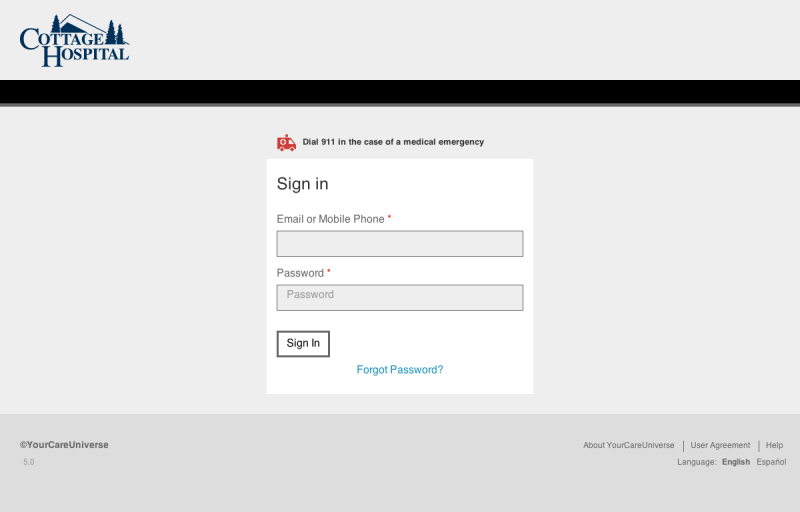 COTTAGE
HOSPITAL
Dial 911 in the case of a medical emergency
Sign in
Email or Mobile Phone *
Password *
Password
Sign In
Forgot Password?
©YourCareUniverse
About YourCareUniverse | User Agreement | Help
5.0
Language: English Español